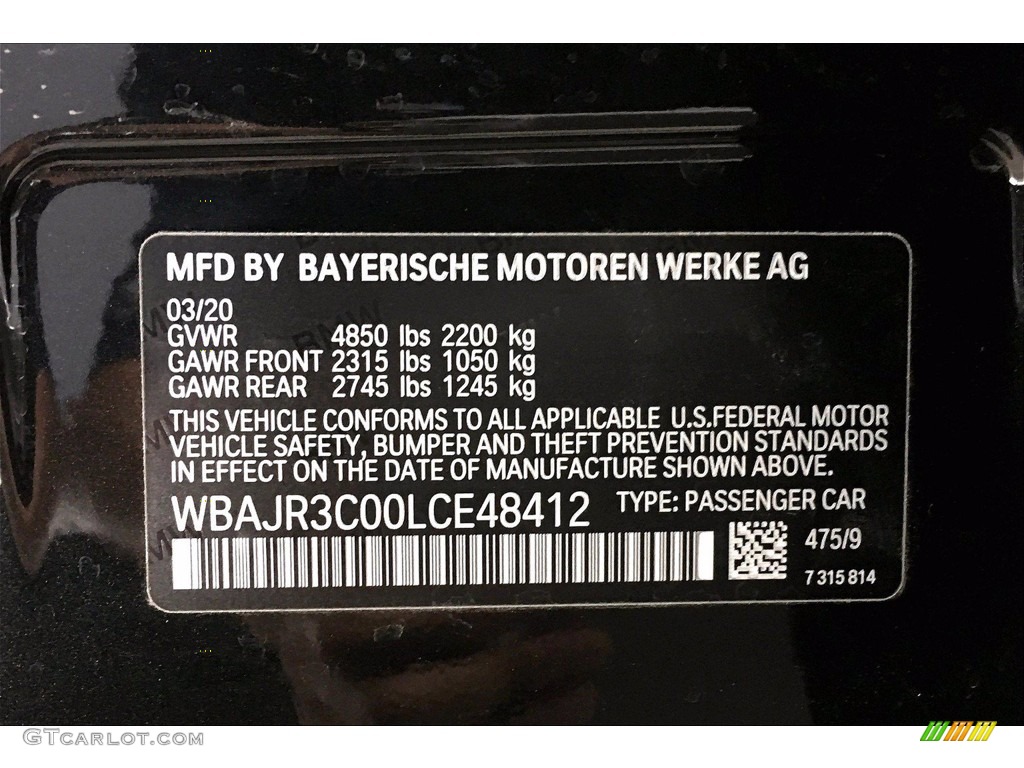 MFD BY BAYERISCHE MOTOREN WERKE AG
03/20
GVWR 4850 lbs 2200 kg
GAWR FRONT 2315 lbs 1050 kg
GAWR REAR 2745 lbs 1245 kg
THIS VEHICLE CONFORMS TO ALL APPLICABLE U.S.FEDERAL MOTOR
VEHICLE SAFETY, BUMPER AND THEFT PREVENTION STANDARDS
IN EFFECT ON THE DATE OF MANUFACTURE SHOWN ABOVE.
WBAJR3C00LCE48412 TYPE: PASSENGER CAR
475/9
7 315 814
GTCARLOT.COM